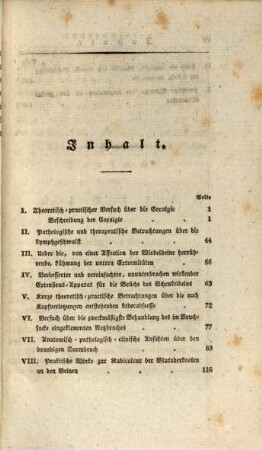 Inhalt.
Seite
I. Theoretisch-practischer Versuch über die Coxalgie 1
Beschreibung der Coxalgie 1
II. Pathologische und therapeutische Betrachtungen über die
Lymphgeschwulst 44
III. Ueber die, von einer Affection der Wirbelbeine herrüh-
rende, Lähmung der untern Extremitäten 66
IV. Verbesserter und vereinfachter, ununterbrochen wirkender
Extensions-Apparat für die Brüche des Schenkelbeins 63
V. Kurze theoretisch-practische Betrachtungen über die nach
Kopfverletzungen entstehenden Leberabscesse 72
VI. Versuch über die zweckmäßigste Behandlung des im Bruch-
sacke eingeklemmten Netzbruches 77
VII. Anatomisch-pathologisch-clinische Ansichten über den
brandigen Darmbruch 89
VIII. Praktische Winke zur Radicalcur der Blutaderknoten
an den Beinen 116